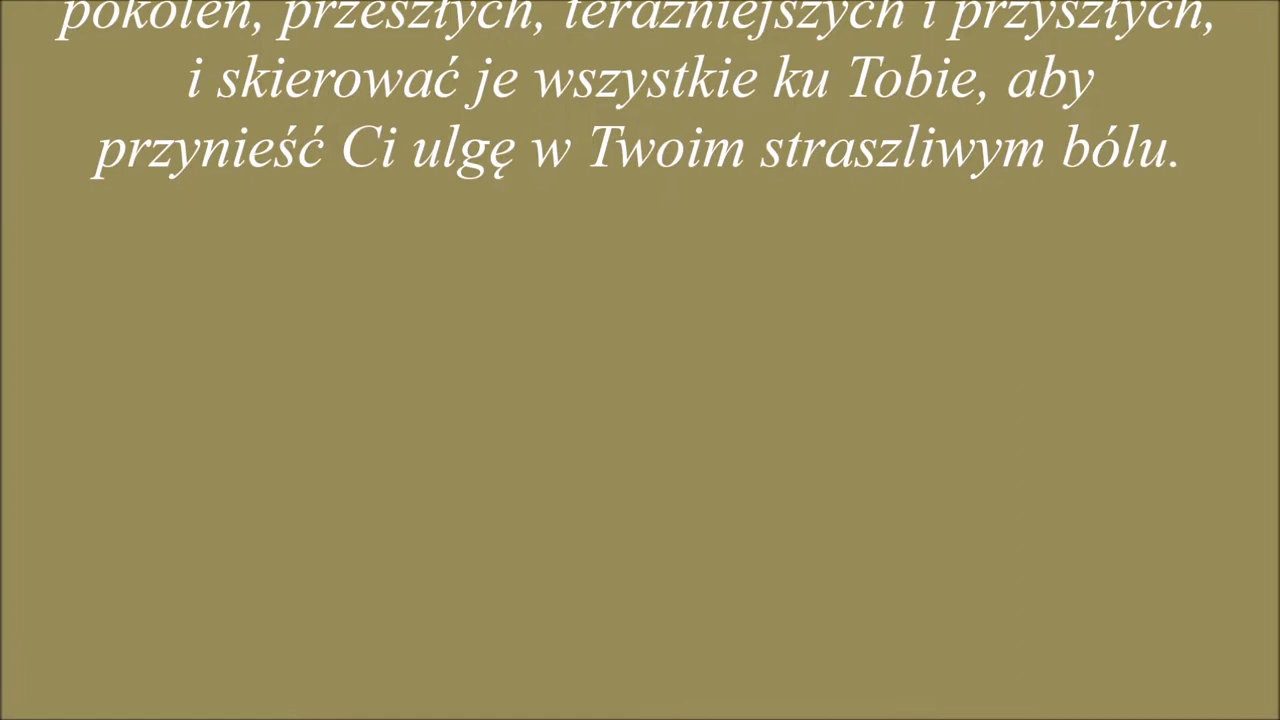 pokoleń, przeszłych, teraźniejszych i przyszłych,
i skierować je wszystkie ku Tobie, aby
przynieść Ci ulgę w Twoim straszliwym bólu.